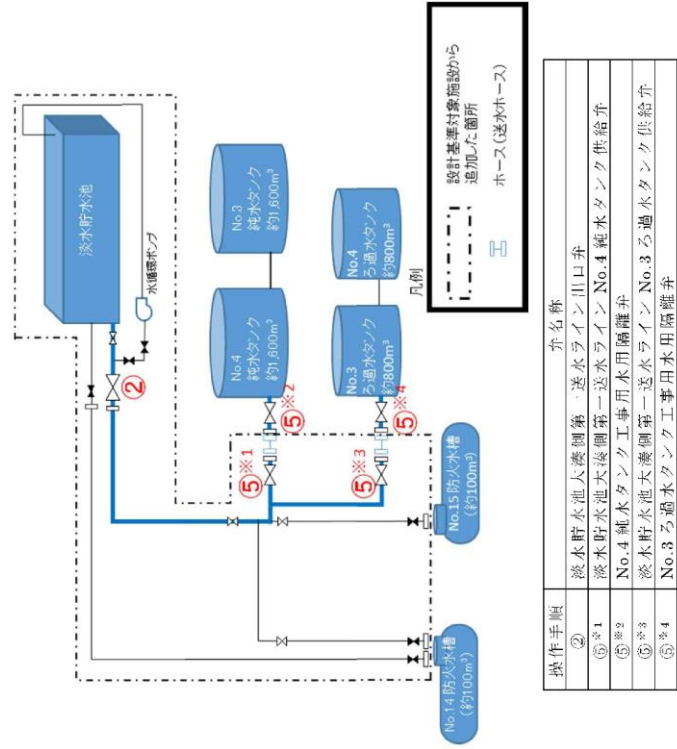 淡水貯水池
水循環ポンプ
②
No.4
純水タンク
約1,600m³
No.3
純水タンク
約1,600m³
⑤※1
⑤※2
No.3
ろ過水タンク
約800m³
No.4
ろ過水タンク
約800m³
⑤※3
⑤※4
No.14 防火水槽
(約100m³)
No.15 防火水槽
(約100m³)
凡例
設計基準対象施設から
追加した箇所
ホース(送水ホース)
操作手順 弁名称
② 淡水貯水池大湊側第一送水ライン出口弁
⑤※1 淡水貯水池大湊側第一送水ライン No.4 純水タンク供給弁
⑤※2 No.4 純水タンク工事用水用隔離弁
⑤※3 淡水貯水池大湊側第一送水ライン No.3 ろ過水タンク供給弁
⑤※4 No.3 ろ過水タンク工事用水用隔離弁